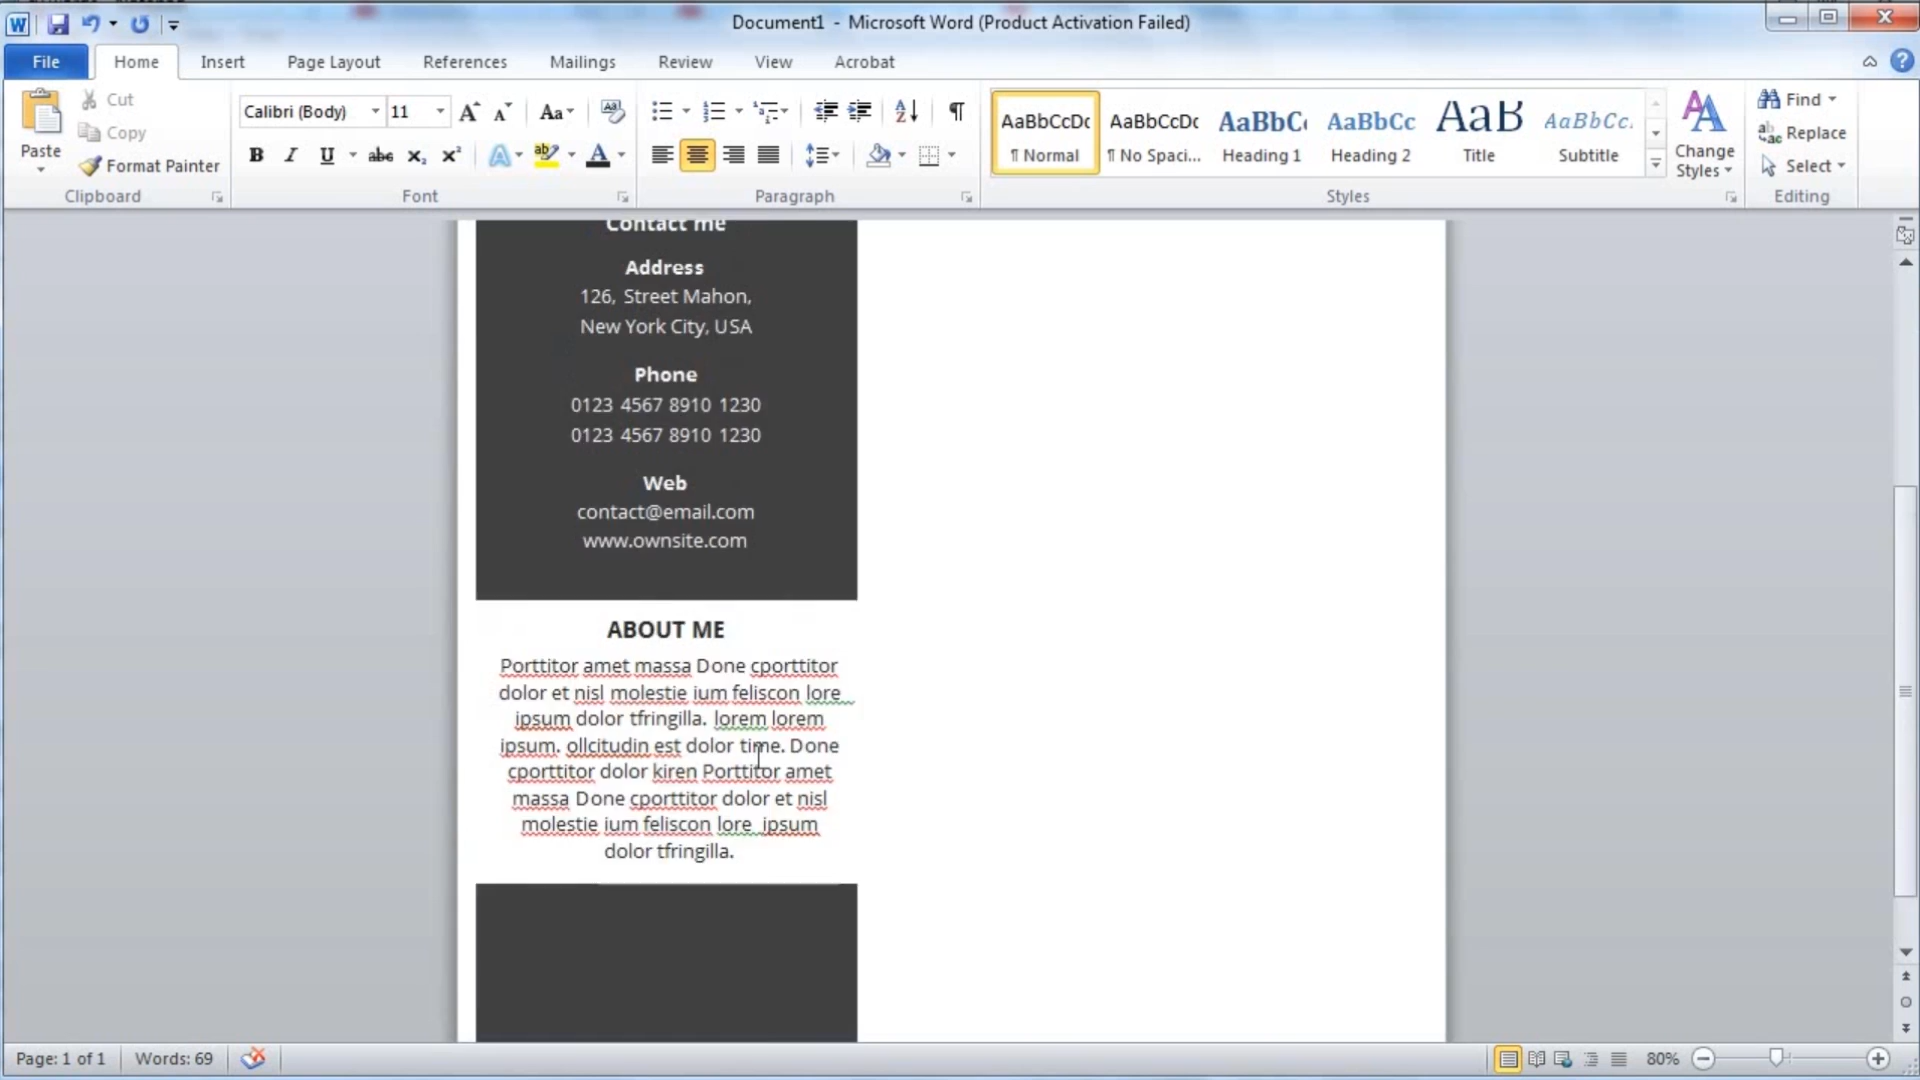 Document1 - Microsoft Word (Product Activation Failed)
File Home Insert Page Layout References Mailings Review View Acrobat
Paste
Cut
Copy
Format Painter
Clipboard
Calibri (Body) 11
Font
Paragraph
AaBbCcDc AaBbCcDc AaBbCc AaBbCc AaB AaBbCc.
¶ Normal ¶ No Spaci... Heading 1 Heading 2 Title Subtitle
Change Styles
Styles
Find
Replace
Select
Editing
Contact me
Address
126, Street Mahon,
New York City, USA
Phone
0123 4567 8910 1230
0123 4567 8910 1230
Web
contact@email.com
www.ownsite.com
ABOUT ME
Porttitor amet massa Done cporttitor
dolor et nisl molestie ium feliscon lore
ipsum dolor tfringilla. lorem lorem
ipsum. ollcitudin est dolor time. Done
cporttitor dolor kiren Porttitor amet
massa Done cporttitor dolor et nisl
molestie ium feliscon lore ipsum
dolor tfringilla.
Page: 1 of 1 Words: 69 80%